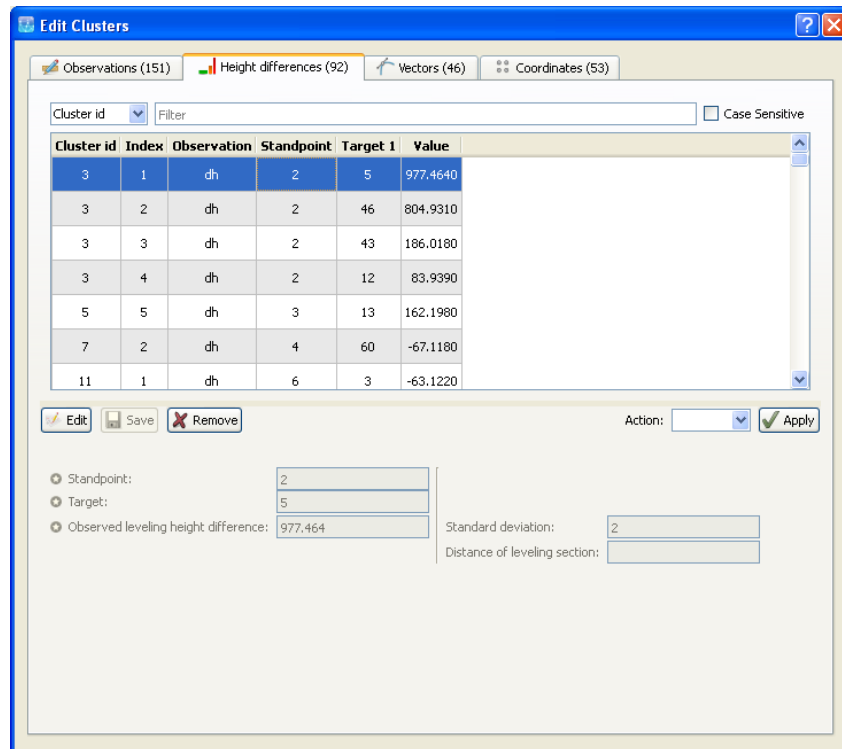 Edit Clusters
Observations (151) Height differences (92) Vectors (46) Coordinates (53)
Cluster id Filter Case Sensitive
Cluster id Index Observation Standpoint Target 1 Value
3 1 dh 2 5 977.4640
3 2 dh 2 46 804.9310
3 3 dh 2 43 186.0180
3 4 dh 2 12 83.9390
5 5 dh 3 13 162.1980
7 2 dh 4 60 -67.1180
11 1 dh 6 3 -63.1220
Edit Save Remove Action: Apply
Standpoint: 2
Target: 5
Observed leveling height difference: 977.464 Standard deviation: 2
Distance of leveling section: